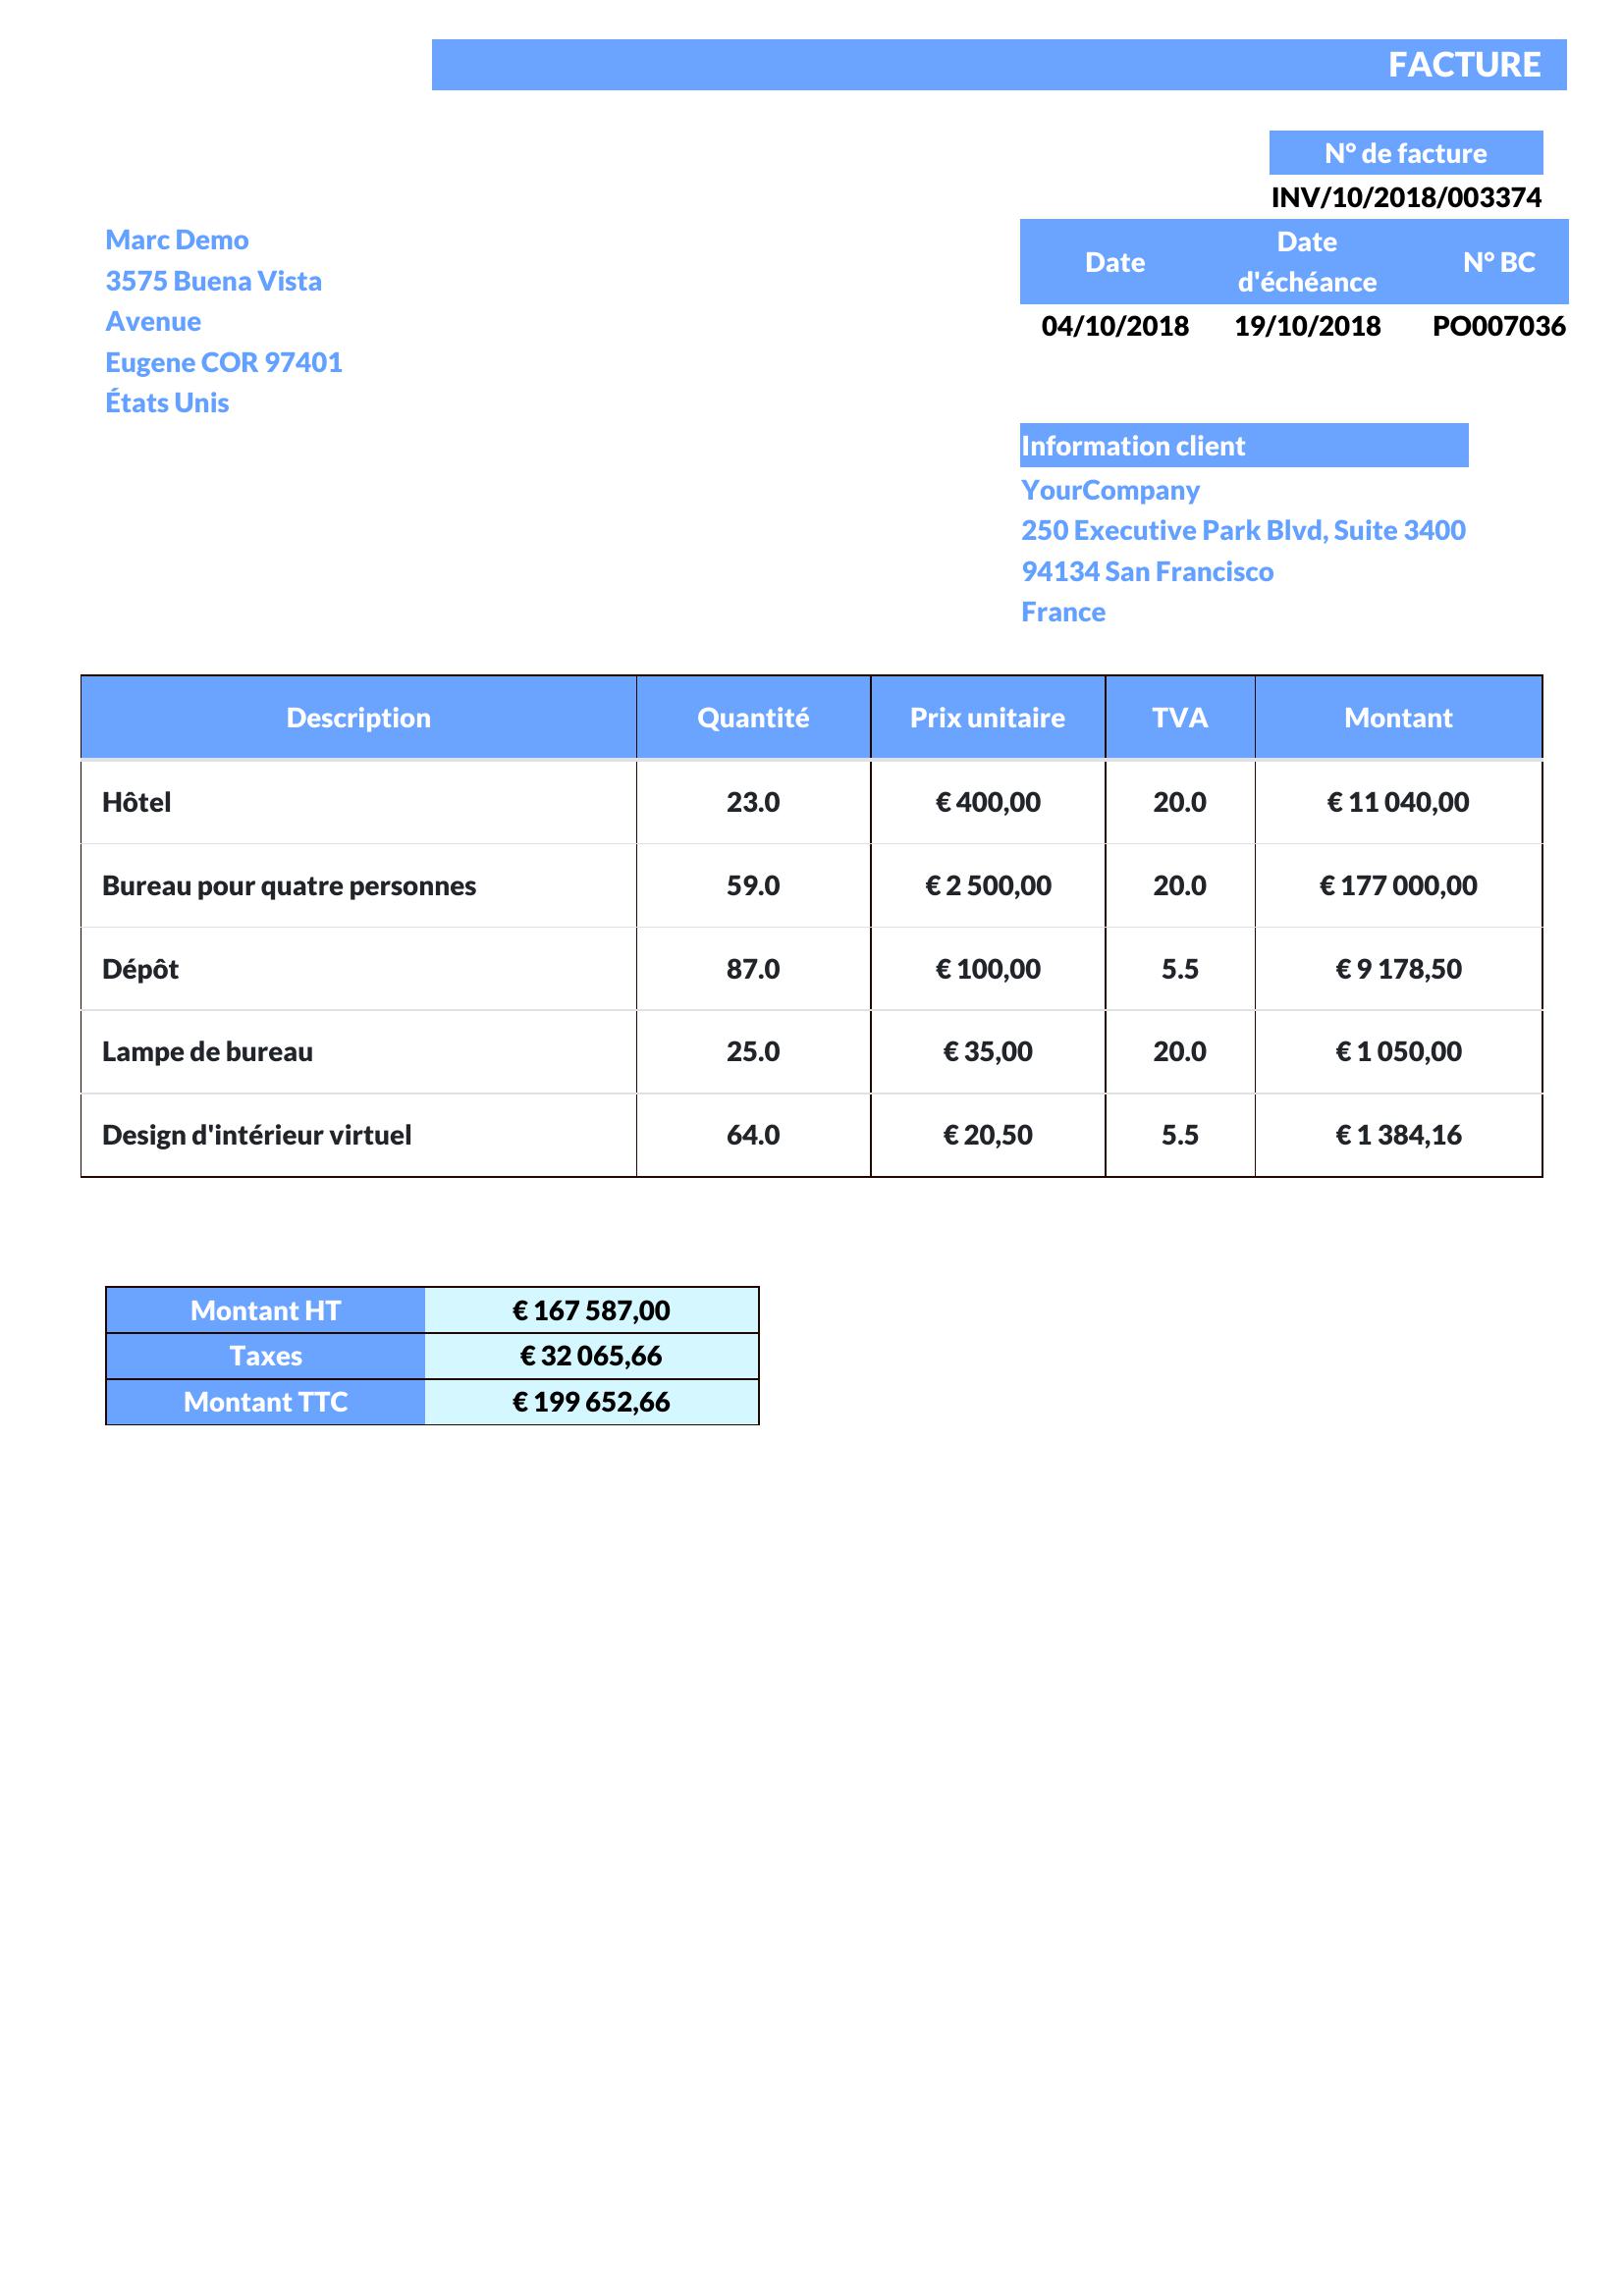 FACTURE
N° de facture
INV/10/2018/003374
Marc Demo
3575 Buena Vista
Avenue
Eugene COR 97401
États Unis
Date Date d'échéance N° BC
04/10/2018 19/10/2018 PO007036
Information client
YourCompany
250 Executive Park Blvd, Suite 3400
94134 San Francisco
France
Description Quantité Prix unitaire TVA Montant
Hôtel 23.0 € 400,00 20.0 € 11 040,00
Bureau pour quatre personnes 59.0 € 2 500,00 20.0 € 177 000,00
Dépôt 87.0 € 100,00 5.5 € 9 178,50
Lampe de bureau 25.0 € 35,00 20.0 € 1 050,00
Design d'intérieur virtuel 64.0 € 20,50 5.5 € 1 384,16
Montant HT € 167 587,00
Taxes € 32 065,66
Montant TTC € 199 652,66